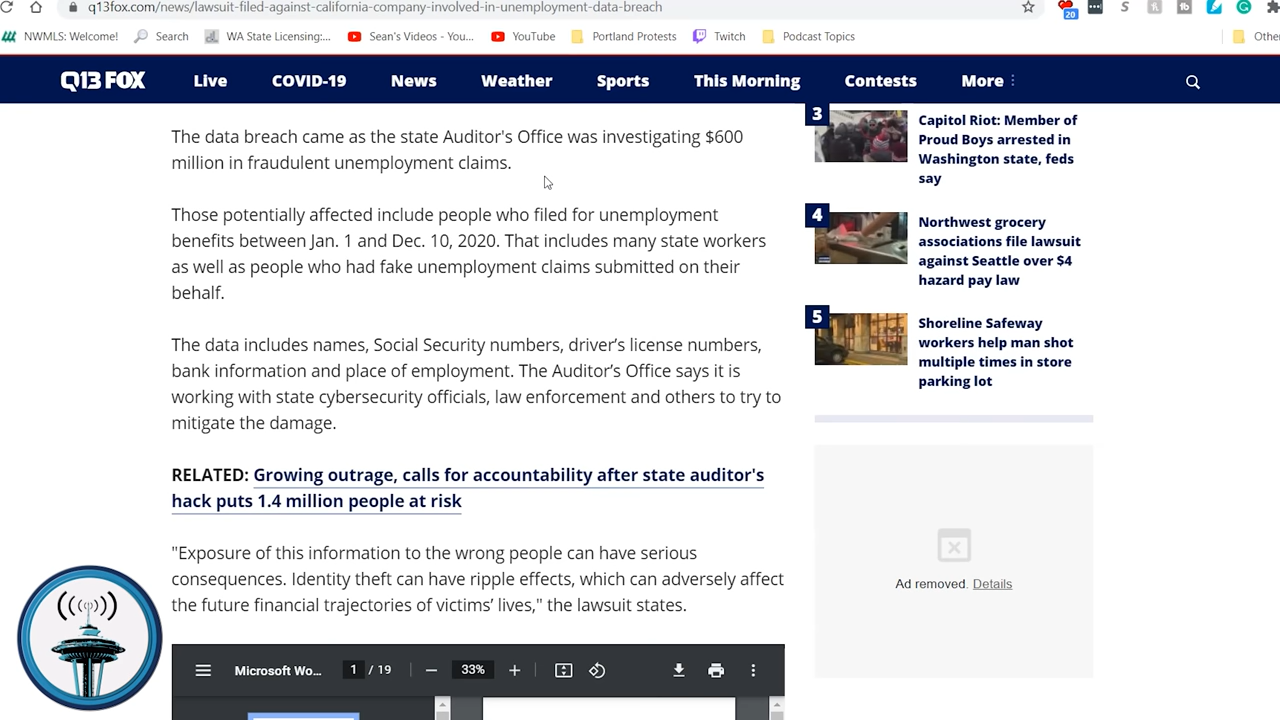 q13fox.com/news/lawsuit-filed-against-california-company-involved-in-unemployment-data-breach
20
NWMLS: Welcome!
Search
WA State Licensing:...
Sean's Videos - You...
YouTube
Portland Protests
Twitch
Podcast Topics
Other
Q13 FOX
Live
COVID-19
News
Weather
Sports
This Morning
Contests
More
The data breach came as the state Auditor's Office was investigating $600
million in fraudulent unemployment claims.
Those potentially affected include people who filed for unemployment
benefits between Jan. 1 and Dec. 10, 2020. That includes many state workers
as well as people who had fake unemployment claims submitted on their
behalf.
The data includes names, Social Security numbers, driver’s license numbers,
bank information and place of employment. The Auditor’s Office says it is
working with state cybersecurity officials, law enforcement and others to try to
mitigate the damage.
RELATED: Growing outrage, calls for accountability after state auditor's
hack puts 1.4 million people at risk
"Exposure of this information to the wrong people can have serious
consequences. Identity theft can have ripple effects, which can adversely affect
the future financial trajectories of victims’ lives," the lawsuit states.
Microsoft Wo...
1 / 19
33%
3
Capitol Riot: Member of
Proud Boys arrested in
Washington state, feds
say
4
Northwest grocery
associations file lawsuit
against Seattle over $4
hazard pay law
5
Shoreline Safeway
workers help man shot
multiple times in store
parking lot
Ad removed. Details